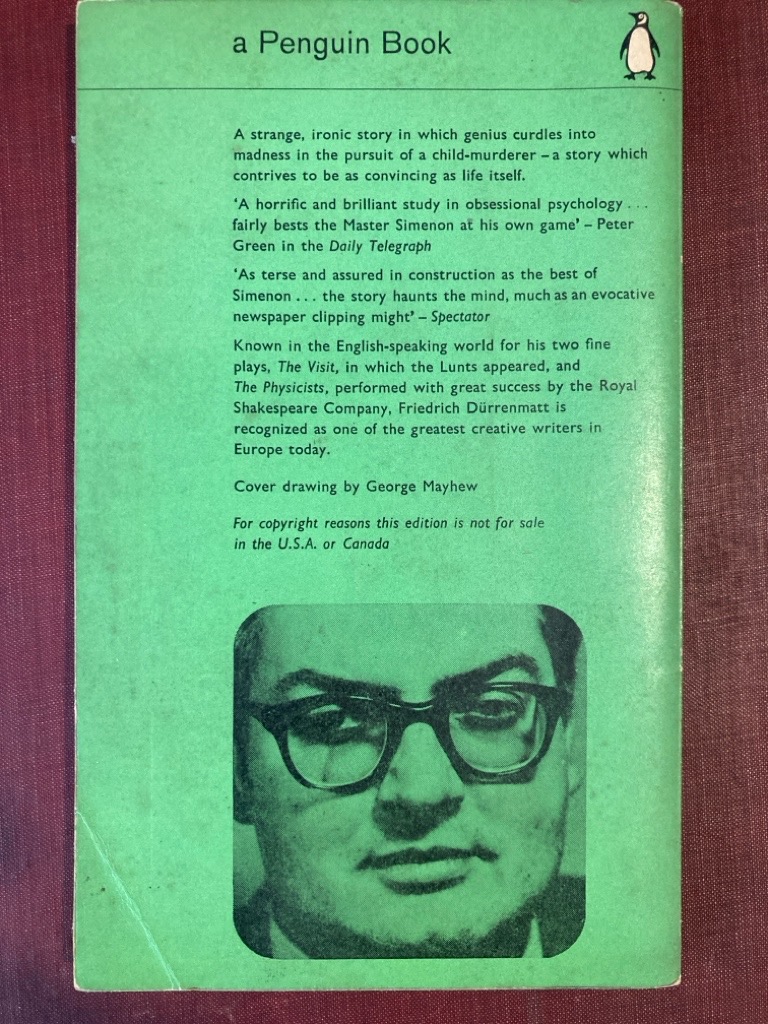 a Penguin Book
A strange, ironic story in which genius curdles into
madness in the pursuit of a child-murderer – a story which
contrives to be as convincing as life itself.
‘A horrific and brilliant study in obsessional psychology . . .
fairly bests the Master Simenon at his own game’ – Peter
Green in the Daily Telegraph
‘As terse and assured in construction as the best of
Simenon . . . the story haunts the mind, much as an evocative
newspaper clipping might’ – Spectator
Known in the English-speaking world for his two fine
plays, The Visit, in which the Lunts appeared, and
The Physicists, performed with great success by the Royal
Shakespeare Company, Friedrich Dürrenmatt is
recognized as one of the greatest creative writers in
Europe today.
Cover drawing by George Mayhew
For copyright reasons this edition is not for sale
in the U.S.A. or Canada